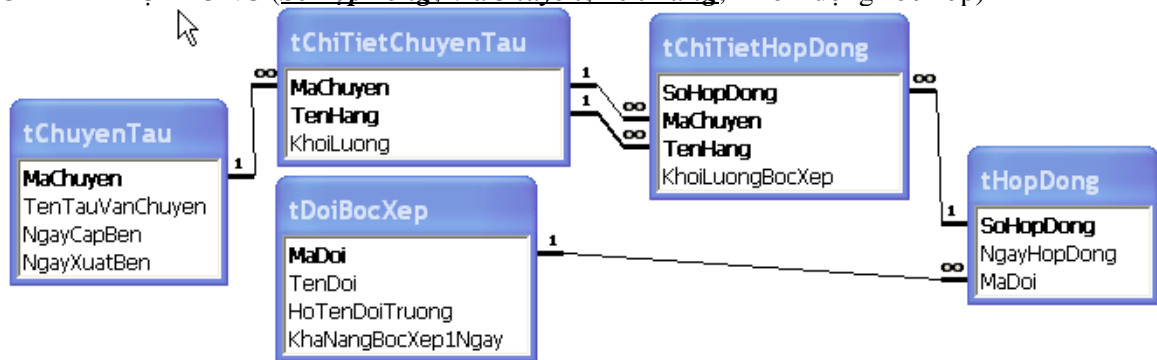 tChiTietChuyenTau
MaChuyen
TenHang
KhoiLuong
tChiTietHopDong
SoHopDong
MaChuyen
TenHang
KhoiLuongBocXep
tChuyenTau
MaChuyen
TenTauVanChuyen
NgayCapBen
NgayXuatBen
tDoiBocXep
MaDoi
TenDoi
HoTenDoiTruong
KhaNangBocXep1Ngay
tHopDong
SoHopDong
NgayHopDong
MaDoi
1
∞
1
∞
1
∞
∞
1
1
∞